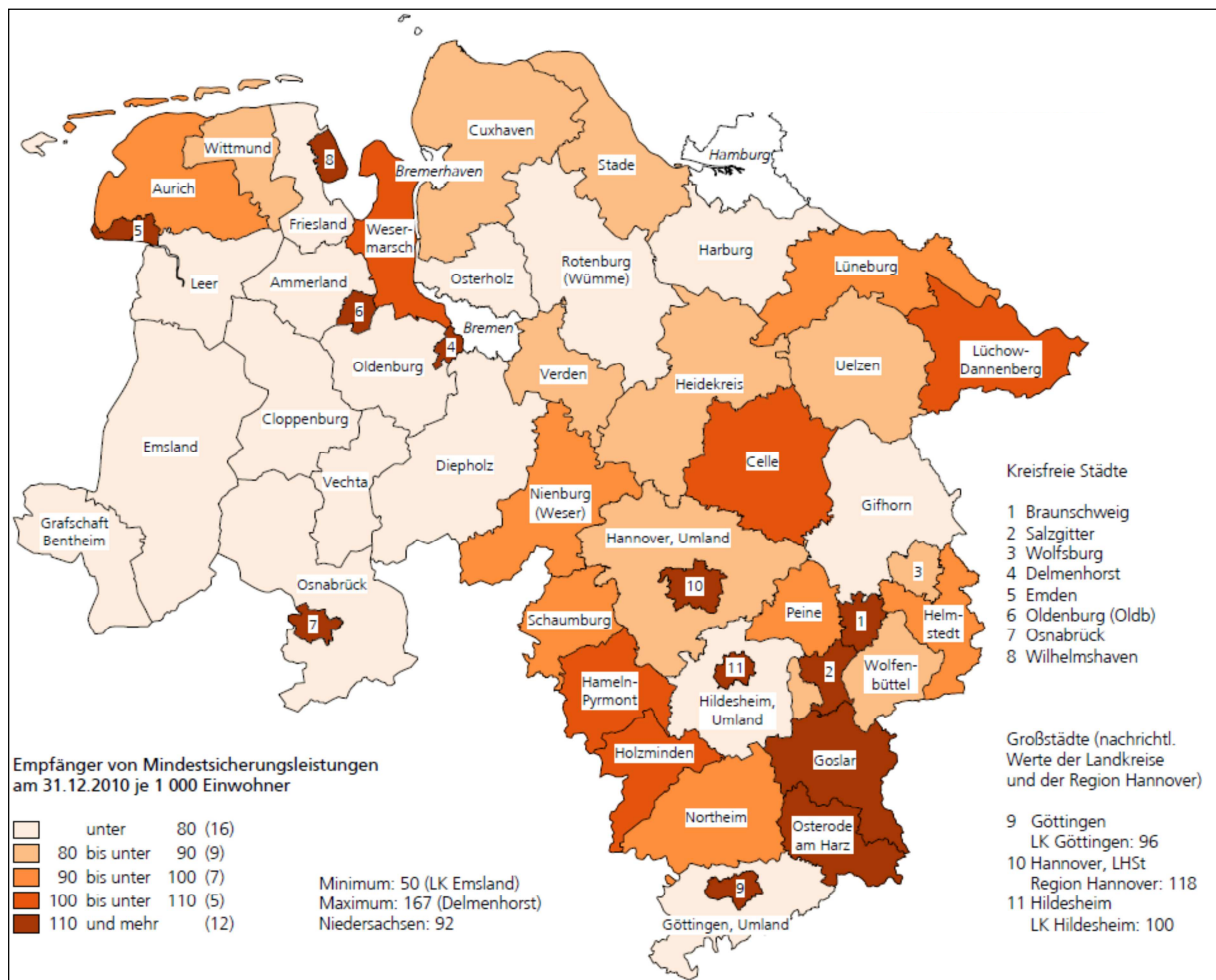 Cuxhaven
Wittmund
Stade
Hamburg
8
Bremerhaven
Aurich
5
Friesland
Weser-
marsch
Harburg
Rotenburg
(Wümme)
Lüneburg
Leer
Ammerland
Osterholz
6
Bremen
4
Oldenburg
Verden
Heidekreis
Uelzen
Lüchow-
Dannenberg
Cloppenburg
Emsland
Diepholz
Celle
Vechta
Nienburg
(Weser)
Gifhorn
Grafschaft
Bentheim
Hannover, Umland
3
Osnabrück
10
7
Schaumburg
Peine
1
Helm-
stedt
11
2
Wolfen-
büttel
Hameln-
Pyrmont
Hildesheim,
Umland
Holzminden
Goslar
Northeim
Osterode
am Harz
9
Göttingen, Umland
Kreisfreie Städte
1 Braunschweig
2 Salzgitter
3 Wolfsburg
4 Delmenhorst
5 Emden
6 Oldenburg (Oldb)
7 Osnabrück
8 Wilhelmshaven
Großstädte (nachrichtl.
Werte der Landkreise
und der Region Hannover)
9 Göttingen
LK Göttingen: 96
10 Hannover, LHSt
Region Hannover: 118
11 Hildesheim
LK Hildesheim: 100
Empfänger von Mindestsicherungsleistungen
am 31.12.2010 je 1 000 Einwohner
unter 80 (16)
80 bis unter 90 (9)
90 bis unter 100 (7)
100 bis unter 110 (5)
110 und mehr (12)
Minimum: 50 (LK Emsland)
Maximum: 167 (Delmenhorst)
Niedersachsen: 92